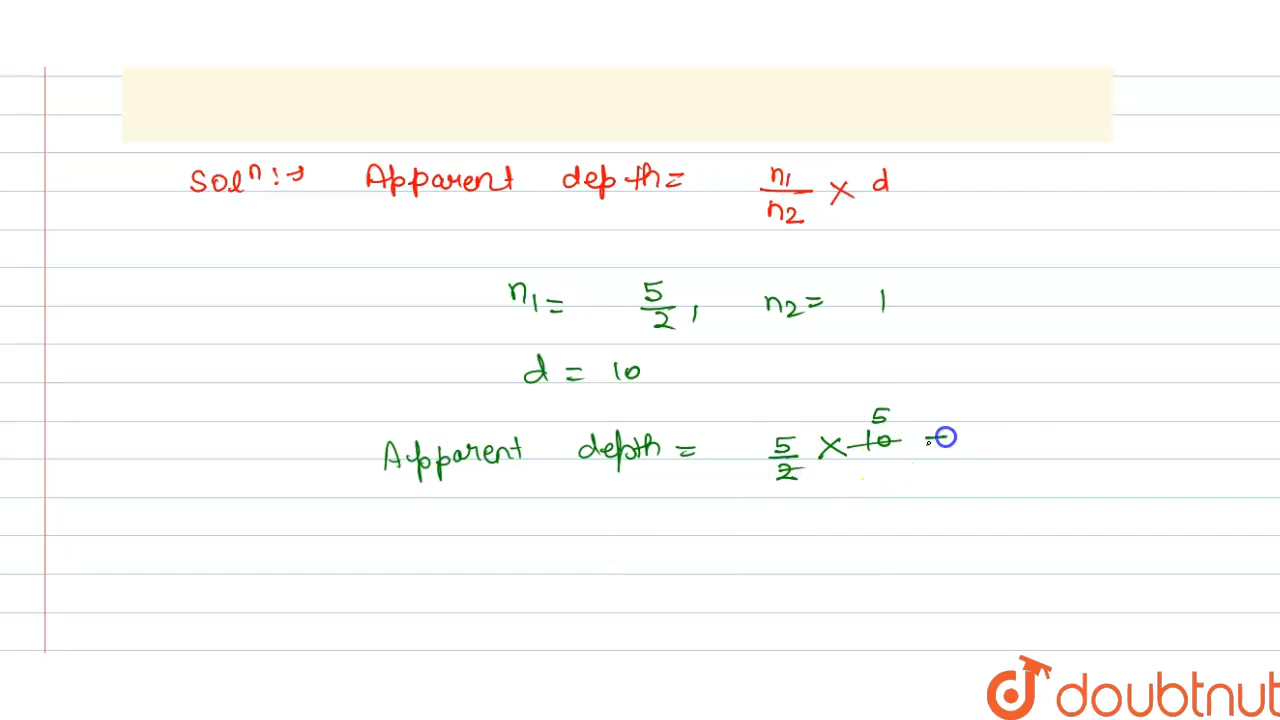 Solⁿ :→ Apparent depth = n1/n2 × d
n1 = 5/2, n2 = 1
d = 10
Apparent depth = 5/2 × 10 5 =
doubtnut